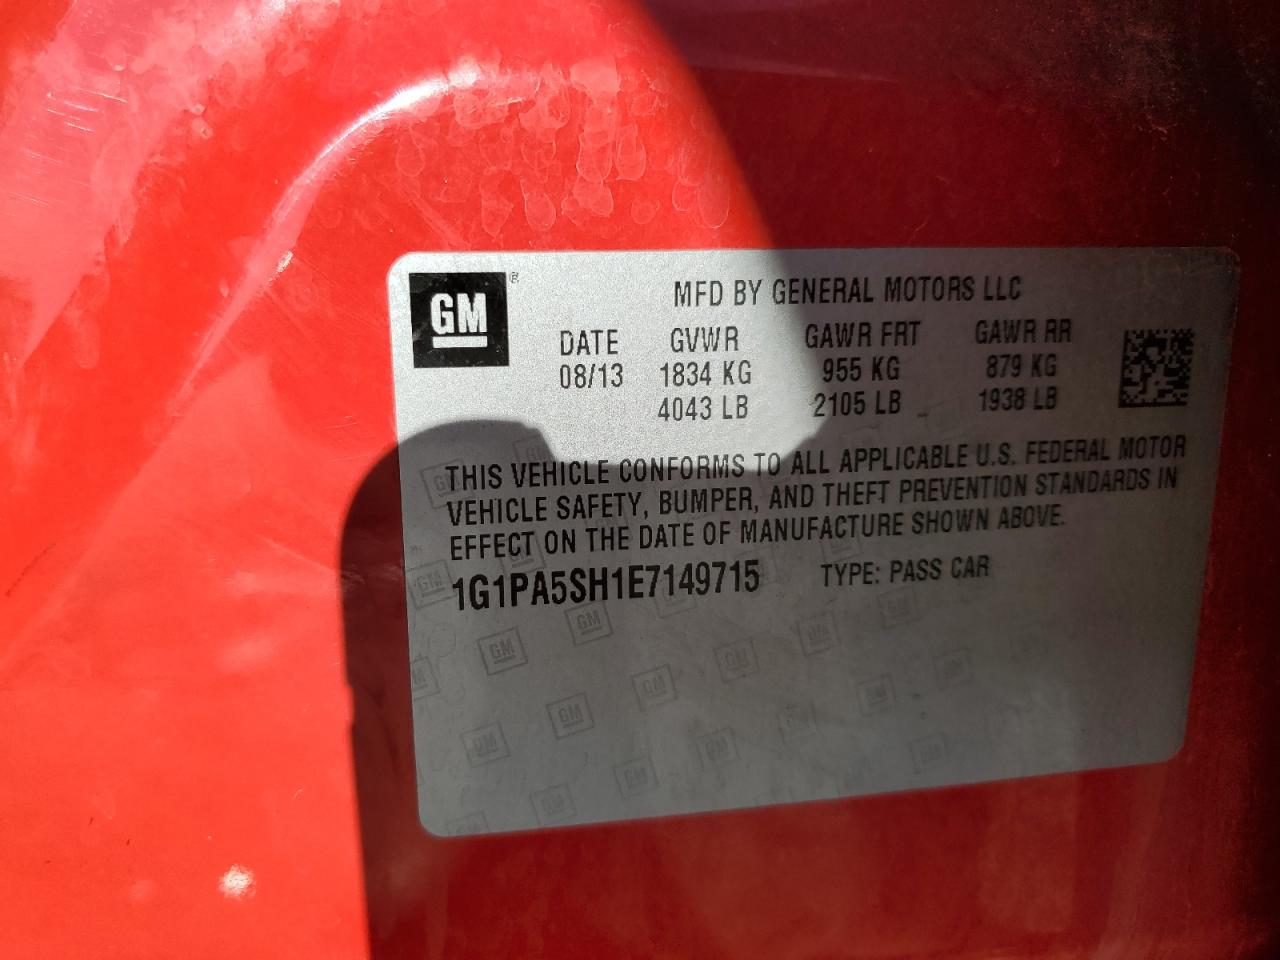 GM®
MFD BY GENERAL MOTORS LLC
DATE GVWR GAWR FRT GAWR RR
08/13 1834 KG 955 KG 879 KG
4043 LB 2105 LB 1938 LB
THIS VEHICLE CONFORMS TO ALL APPLICABLE U.S. FEDERAL MOTOR
VEHICLE SAFETY, BUMPER, AND THEFT PREVENTION STANDARDS IN
EFFECT ON THE DATE OF MANUFACTURE SHOWN ABOVE.
1G1PA5SH1E7149715 TYPE: PASS CAR